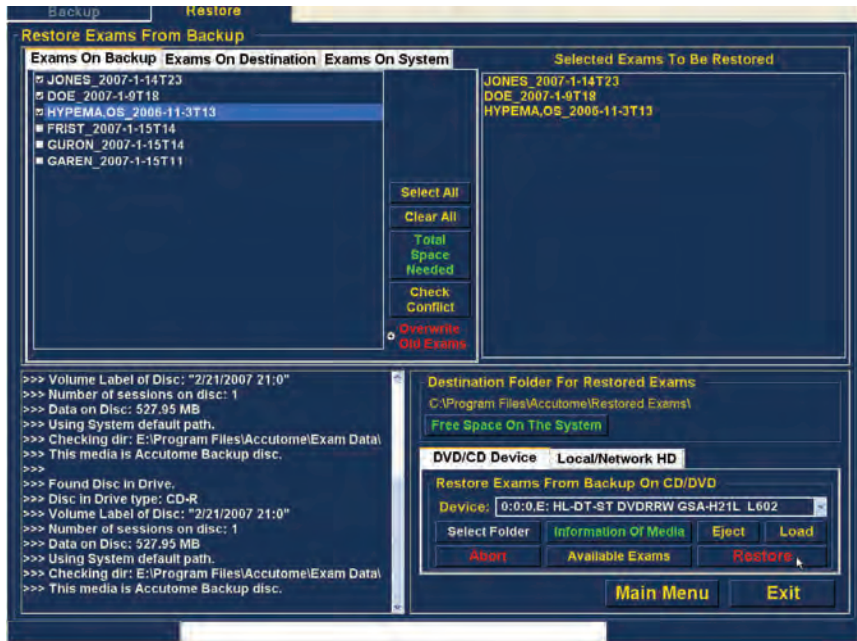 Backup Restore
Restore Exams From Backup
Exams On Backup Exams On Destination Exams On System
JONES_2007-1-14T23
DOE_2007-1-9T18
HYPEMA,OS_2006-11-3T13
FRIST_2007-1-15T14
GURON_2007-1-15T14
GAREN_2007-1-15T11
Select All
Clear All
Total
Space
Needed
Check
Conflict
Overwrite
Old Exams
Selected Exams To Be Restored
JONES_2007-1-14T23
DOE_2007-1-9T18
HYPEMA,OS_2006-11-3T13
>>> Volume Label of Disc: "2/21/2007 21:0"
>>> Number of sessions on disc: 1
>>> Data on Disc: 527.95 MB
>>> Using System default path.
>>> Checking dir: E:\Program Files\Accutome\Exam Data\
>>> This media is Accutome Backup disc.
>>>
>>> Found Disc in Drive.
>>> Disc in Drive type: CD-R
>>> Volume Label of Disc: "2/21/2007 21:0"
>>> Number of sessions on disc: 1
>>> Data on Disc: 527.95 MB
>>> Using System default path.
>>> Checking dir: E:\Program Files\Accutome\Exam Data\
>>> This media is Accutome Backup disc.
Destination Folder For Restored Exams
C:\Program Files\Accutome\Restored Exams\
Free Space On The System
DVD/CD Device Local/Network HD
Restore Exams From Backup On CD/DVD
Device: 0:0:0,E: HL-DT-ST DVDRRW GSA-H21L L602
Select Folder Information Of Media Eject Load
Abort Available Exams Restore
Main Menu Exit